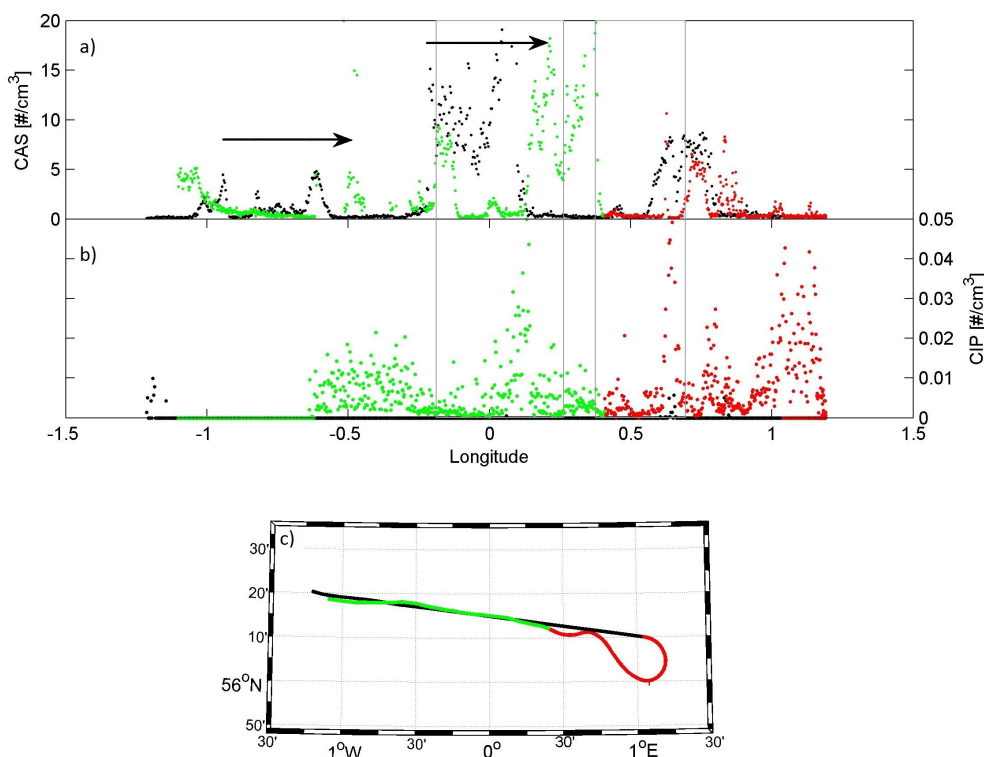 a)
20
15
10
5
0
CAS [#/cm³]
b)
0.05
0.04
0.03
0.02
0.01
0
CIP [#/cm³]
-1.5 -1 -0.5 0 0.5 1 1.5
Longitude
c)
30'
20'
10'
56°N
50'
30' 1°W 30' 0° 30' 1°E 30'